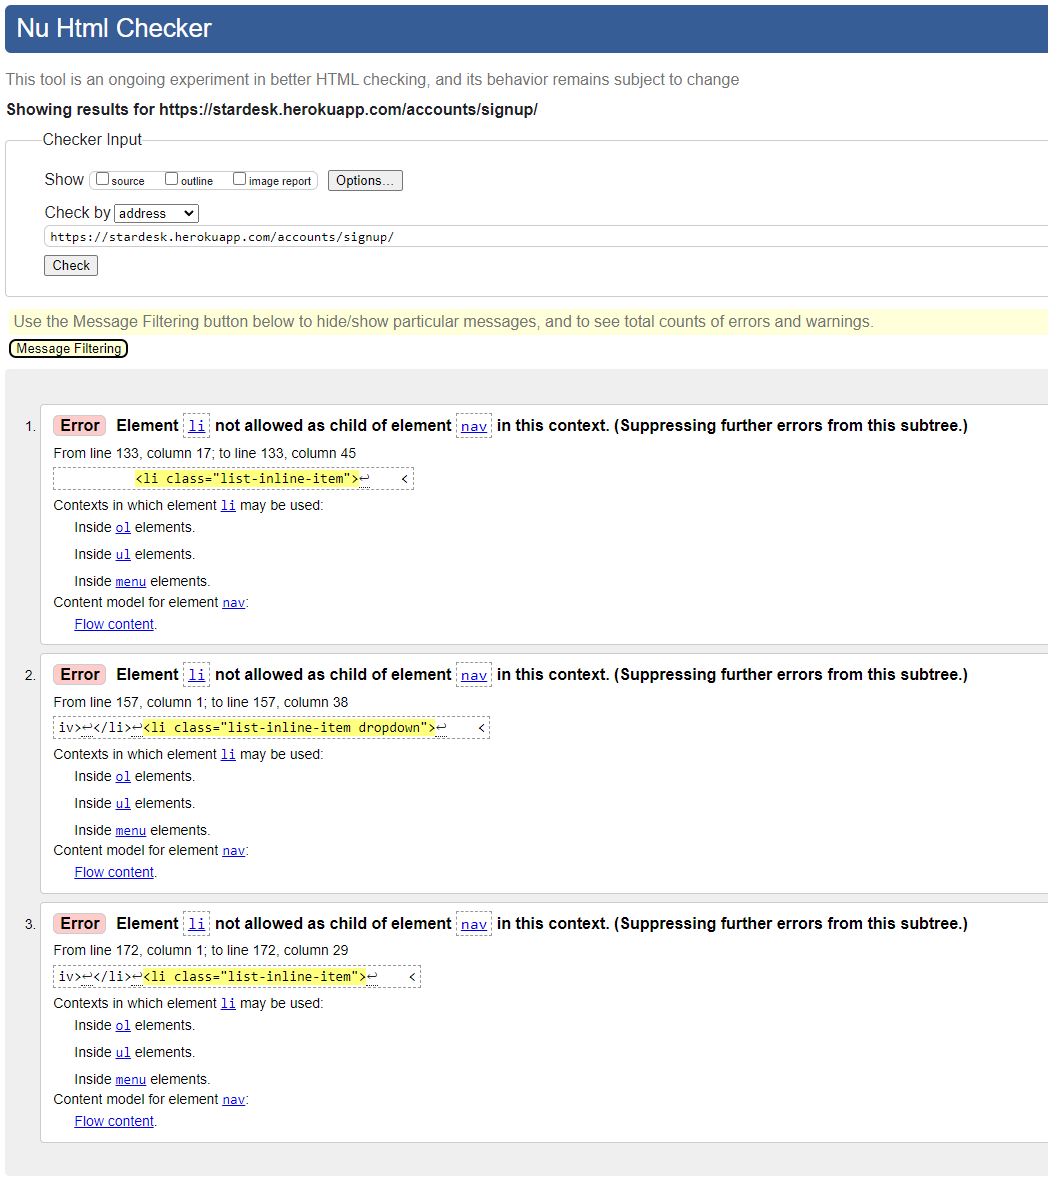 Nu Html Checker
This tool is an ongoing experiment in better HTML checking, and its behavior remains subject to change
Showing results for https://stardesk.herokuapp.com/accounts/signup/
Checker Input
Show source outline image report Options...
Check by address
https://stardesk.herokuapp.com/accounts/signup/
Check
Use the Message Filtering button below to hide/show particular messages, and to see total counts of errors and warnings.
Message Filtering
1. Error Element li not allowed as child of element nav in this context. (Suppressing further errors from this subtree.)
From line 133, column 17; to line 133, column 45
<li class="list-inline-item">↩ <
Contexts in which element li may be used:
Inside ol elements.
Inside ul elements.
Inside menu elements.
Content model for element nav:
Flow content.
2. Error Element li not allowed as child of element nav in this context. (Suppressing further errors from this subtree.)
From line 157, column 1; to line 157, column 38
iv>↩</li>↩<li class="list-inline-item dropdown">↩ <
Contexts in which element li may be used:
Inside ol elements.
Inside ul elements.
Inside menu elements.
Content model for element nav:
Flow content.
3. Error Element li not allowed as child of element nav in this context. (Suppressing further errors from this subtree.)
From line 172, column 1; to line 172, column 29
iv>↩</li>↩<li class="list-inline-item">↩ <
Contexts in which element li may be used:
Inside ol elements.
Inside ul elements.
Inside menu elements.
Content model for element nav:
Flow content.